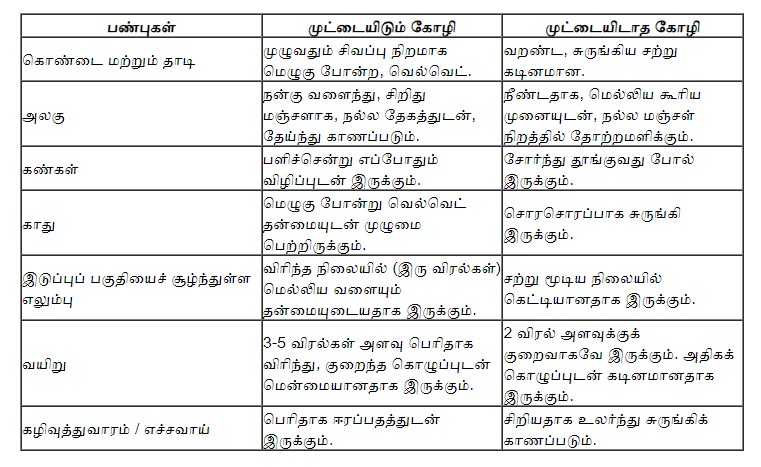 பண்புகள் முட்டையிடும் கோழி முட்டையிடாத கோழி
கொண்டை மற்றும் தாடி
முழுவதும் சிவப்பு நிறமாக
மெழுகு போன்ற, வெல்வெட்.
வறண்ட, சுருங்கிய சற்று
கடினமான.
அலகு
நன்கு வளைந்து, சிறிது
மஞ்சளாக, நல்ல தேகத்துடன்,
தேய்ந்து காணப்படும்.
நீண்டதாக, மெல்லிய கூரிய
முனையுடன், நல்ல மஞ்சள்
நிறத்தில் தோற்றமளிக்கும்.
கண்கள்
பளிச்சென்று எப்போதும்
விழிப்புடன் இருக்கும்.
சோர்ந்து தூங்குவது போல்
இருக்கும்.
காது
மெழுகு போன்று வெல்வெட்
தன்மையுடன் முழுமை
பெற்றிருக்கும்.
சொரசொரப்பாக சுருங்கி
இருக்கும்.
இடுப்புப் பகுதியைச் சூழ்ந்துள்ள
எலும்பு
விரிந்த நிலையில் (இரு விரல்கள்)
மெல்லிய வளையும்
தன்மையுடையதாக இருக்கும்.
சற்று மூடிய நிலையில்
கெட்டியானதாக இருக்கும்.
வயிறு
3-5 விரல்கள் அளவு பெரிதாக
விரிந்து, குறைந்த கொழுப்புடன்
மென்மையானதாக இருக்கும்.
2 விரல் அளவுக்குக்
குறைவாகவே இருக்கும். அதிகக்
கொழுப்புடன் கடினமானதாக
இருக்கும்.
கழிவுத்துவாரம் / எச்சவாய்
பெரிதாக ஈரப்பதத்துடன்
இருக்கும்.
சிறியதாக உலர்ந்து சுருங்கிக்
காணப்படும்.